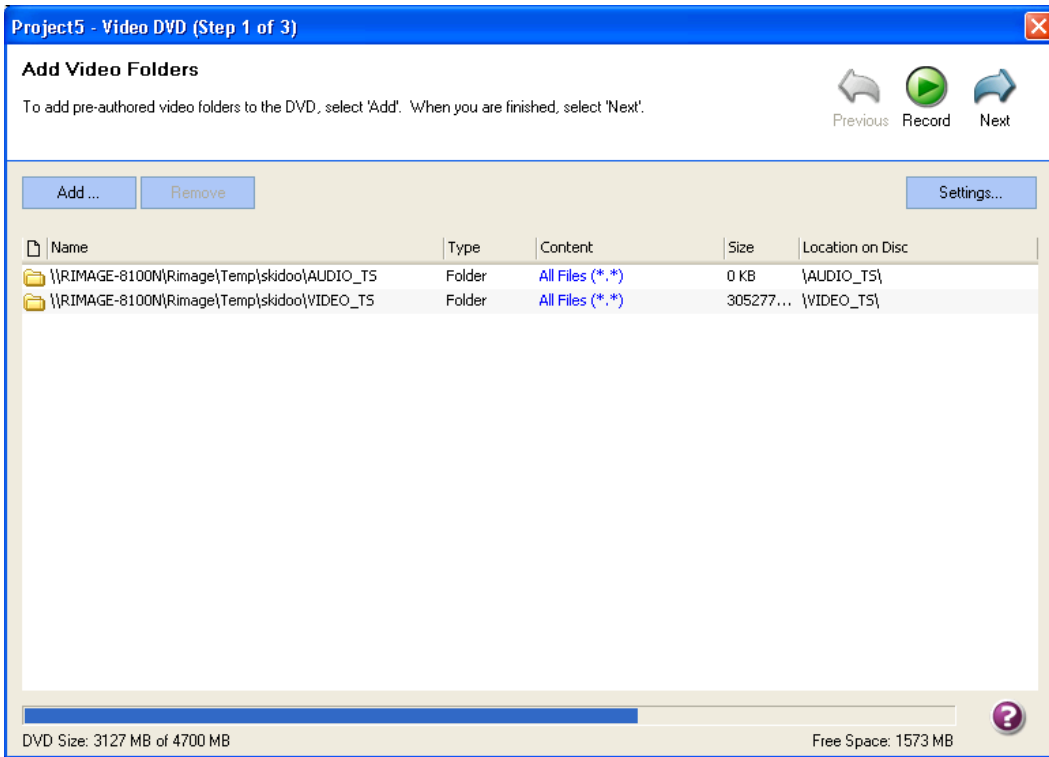 Project5 - Video DVD (Step 1 of 3)
Add Video Folders
To add pre-authored video folders to the DVD, select 'Add'. When you are finished, select 'Next'.
Previous Record Next
Add ... Remove Settings...
Name Type Content Size Location on Disc
\\RIMAGE-8100N\Rimage\Temp\skidoo\AUDIO_TS Folder All Files (*.*) 0 KB \AUDIO_TS\
\\RIMAGE-8100N\Rimage\Temp\skidoo\VIDEO_TS Folder All Files (*.*) 305277... \VIDEO_TS\
DVD Size: 3127 MB of 4700 MB Free Space: 1573 MB
?